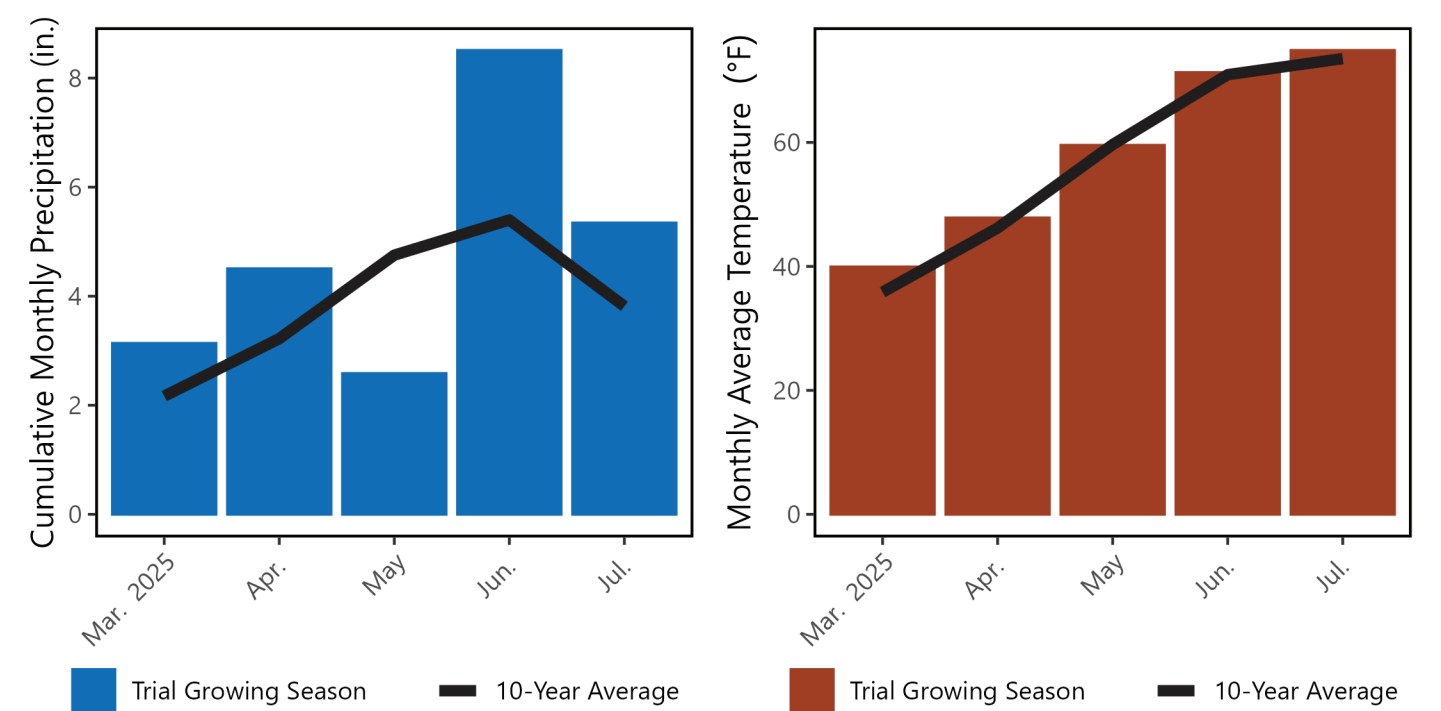 Cumulative Monthly Precipitation (in.)
8
6
4
2
0
Mar. 2025
Apr.
May
Jun.
Jul.
Trial Growing Season
10-Year Average
Monthly Average Temperature (°F)
60
40
20
0
Mar. 2025
Apr.
May
Jun.
Jul.
Trial Growing Season
10-Year Average